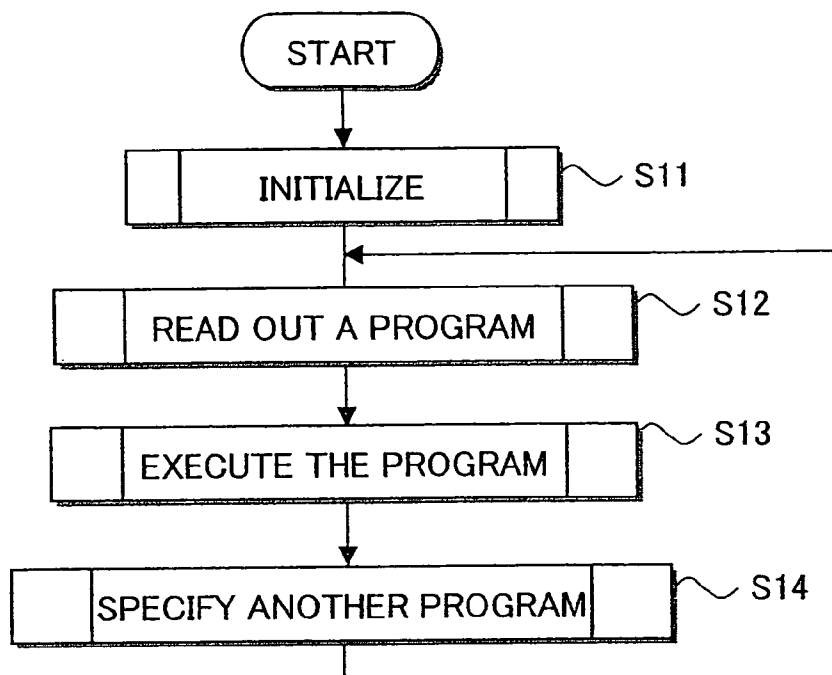 START
INITIALIZE
S11
READ OUT A PROGRAM
S12
EXECUTE THE PROGRAM
S13
SPECIFY ANOTHER PROGRAM
S14